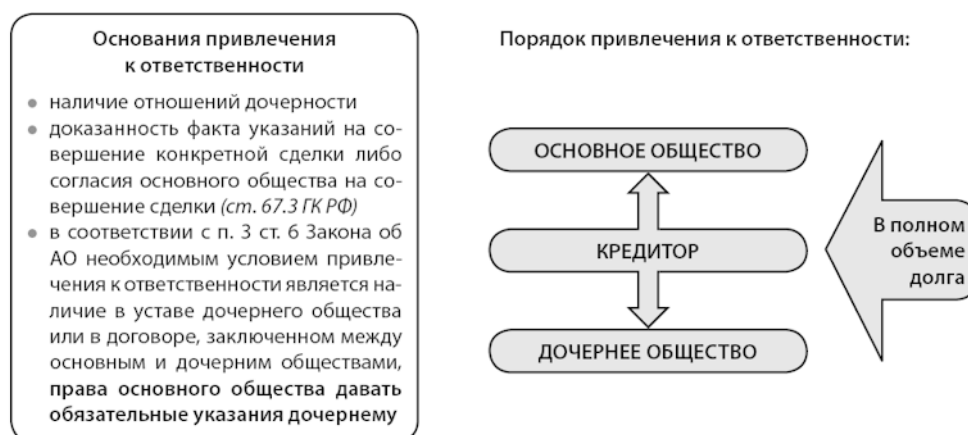 Основания привлечения
к ответственности
• наличие отношений дочерности
• доказанность факта указаний на со-
вершение конкретной сделки либо
согласия основного общества на со-
вершение сделки (ст. 67.3 ГК РФ)
• в соответствии с п. 3 ст. 6 Закона об
АО необходимым условием привле-
чения к ответственности является на-
личие в уставе дочернего общества
или в договоре, заключенном между
основным и дочерним обществами,
права основного общества давать
обязательные указания дочернему
Порядок привлечения к ответственности:
ОСНОВНОЕ ОБЩЕСТВО
КРЕДИТОР
ДОЧЕРНЕЕ ОБЩЕСТВО
В полном
объеме
долга